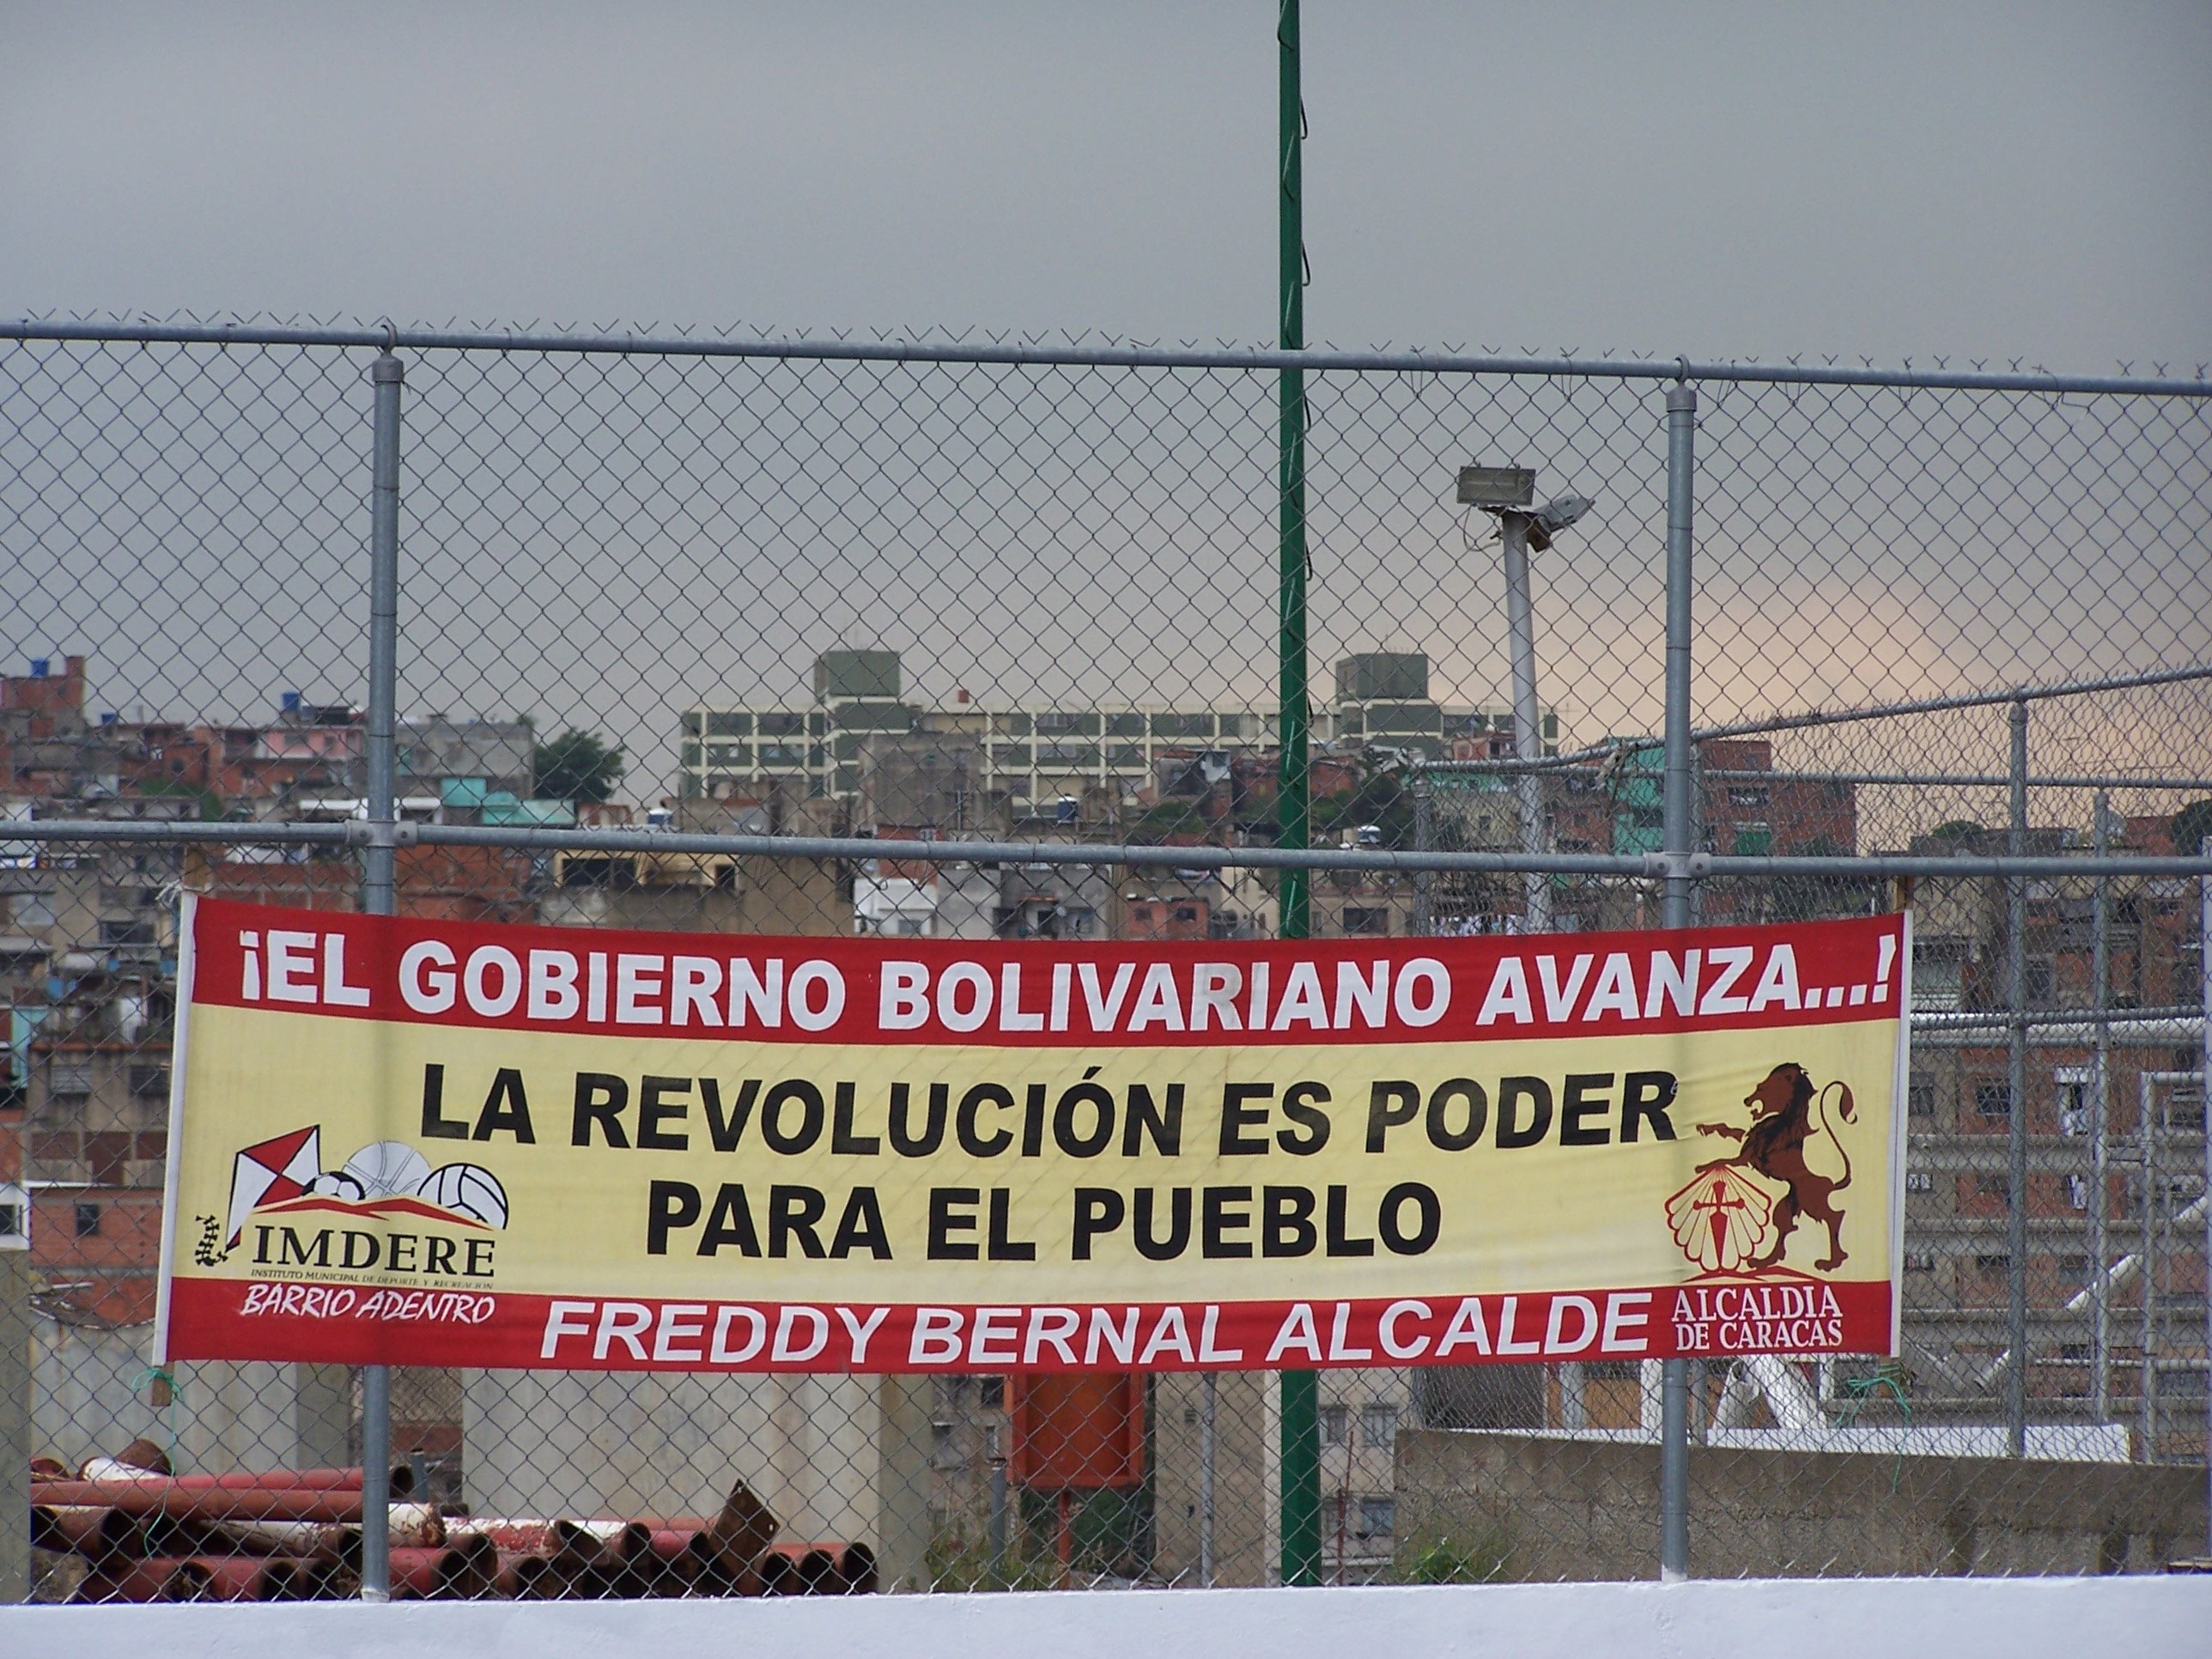 ¡EL GOBIERNO BOLIVARIANO AVANZA...!
LA REVOLUCIÓN ES PODER
PARA EL PUEBLO
IMDERE
INSTITUTO MUNICIPAL DE DEPORTE Y RECREACIÓN
BARRIO ADENTRO
FREDDY BERNAL ALCALDE
ALCALDIA
DE CARACAS